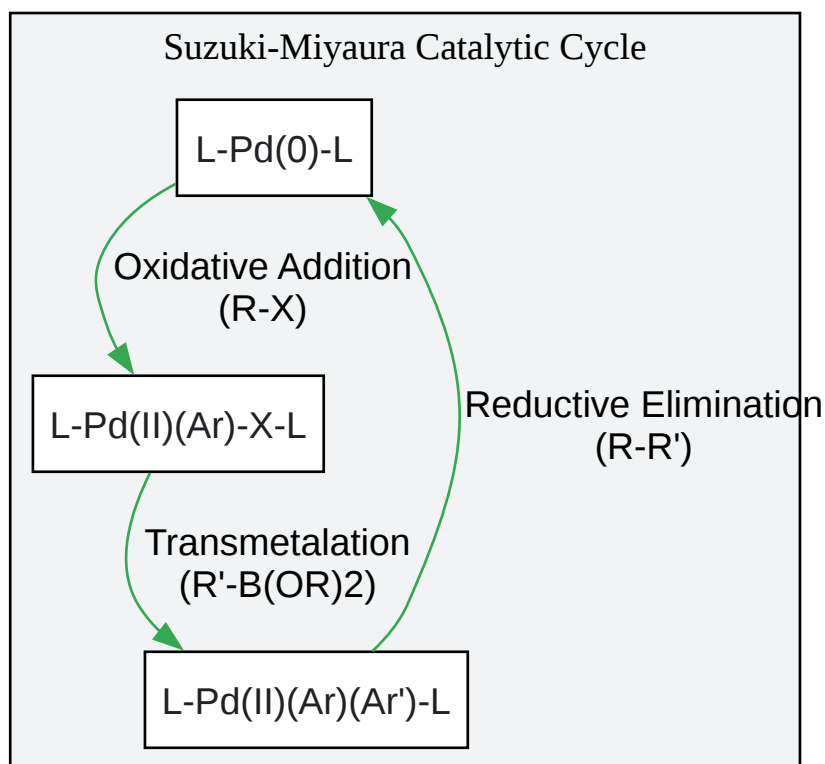 Suzuki-Miyaura Catalytic Cycle
L-Pd(0)-L
Oxidative Addition
(R-X)
L-Pd(II)(Ar)-X-L
Reductive Elimination
(R-R')
Transmetalation
(R'-B(OR)2)
L-Pd(II)(Ar)(Ar')-L